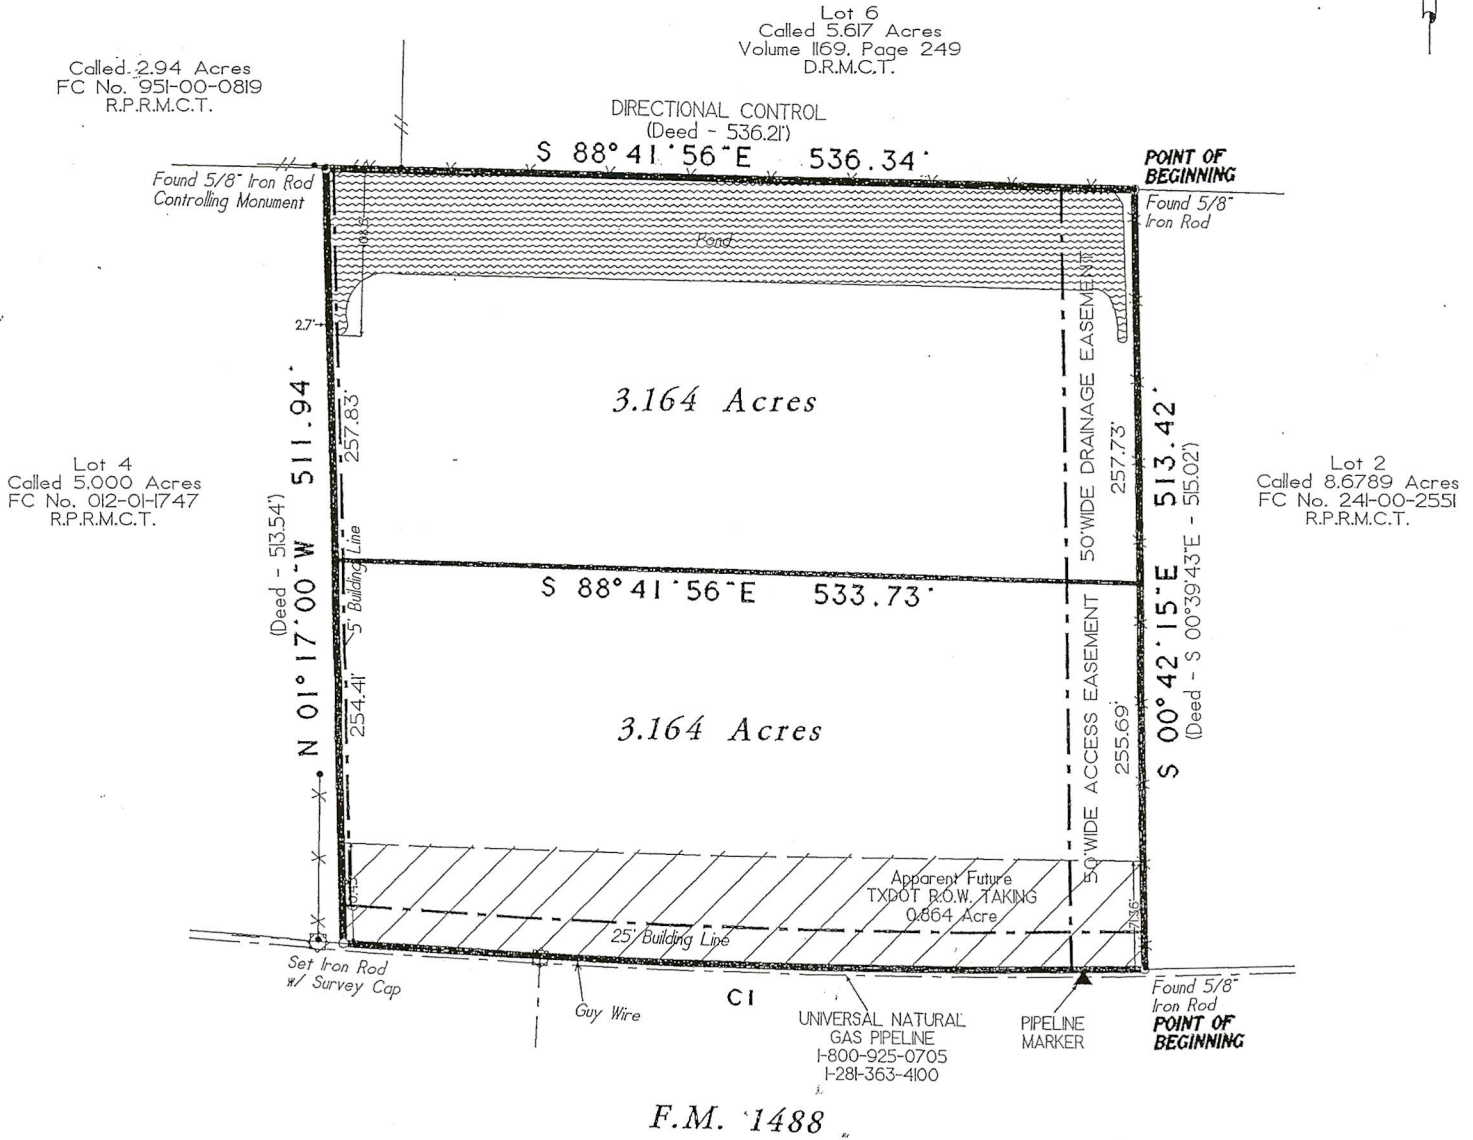 Lot 6
Called 5.617 Acres
Volume 1169, Page 249
D.R.M.C.T.
Called 2.94 Acres
FC No. 951-00-0819
R.P.R.M.C.T.
DIRECTIONAL CONTROL
(Deed - 536.21')
S 88°41'56"E 536.34'
POINT OF
BEGINNING
Found 5/8" Iron Rod
Controlling Monument
Found 5/8"
Iron Rod
Pond
2.7'
3.164 Acres
257.83'
N 01°17'00"W 511.94'
(Deed - 513.54')
Lot 4
Called 5.000 Acres
FC No. 012-01-1747
R.P.R.M.C.T.
50'WIDE DRAINAGE EASEMENT
257.73'
S 00°42'15"E 513.42'
(Deed - S 00°39'43"E - 515.02')
Lot 2
Called 8.6789 Acres
FC No. 241-00-2551
R.P.R.M.C.T.
5' Building Line
S 88°41'56"E 533.73'
254.41'
3.164 Acres
50'WIDE ACCESS EASEMENT
255.69'
Apparent Future
TXDOT R.O.W. TAKING
0.864 Acre
25' Building Line
Set Iron Rod
w/ Survey Cap
Guy Wire
C1
UNIVERSAL NATURAL
GAS PIPELINE
1-800-925-0705
1-281-363-4100
PIPELINE
MARKER
Found 5/8"
Iron Rod
POINT OF
BEGINNING
F.M. 1488